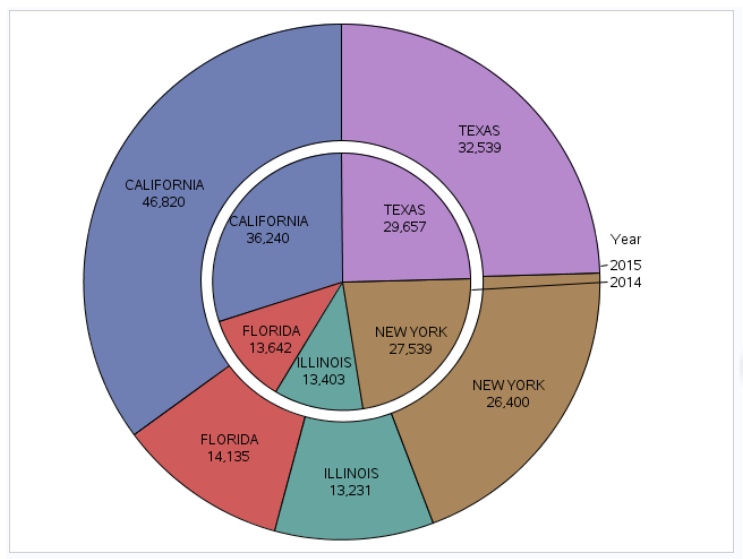 TEXAS
32,539
CALIFORNIA
46,820
TEXAS
29,657
CALIFORNIA
36,240
Year
2015
2014
FLORIDA
13,642
NEW YORK
27,539
ILLINOIS
13,403
NEW YORK
26,400
FLORIDA
14,135
ILLINOIS
13,231